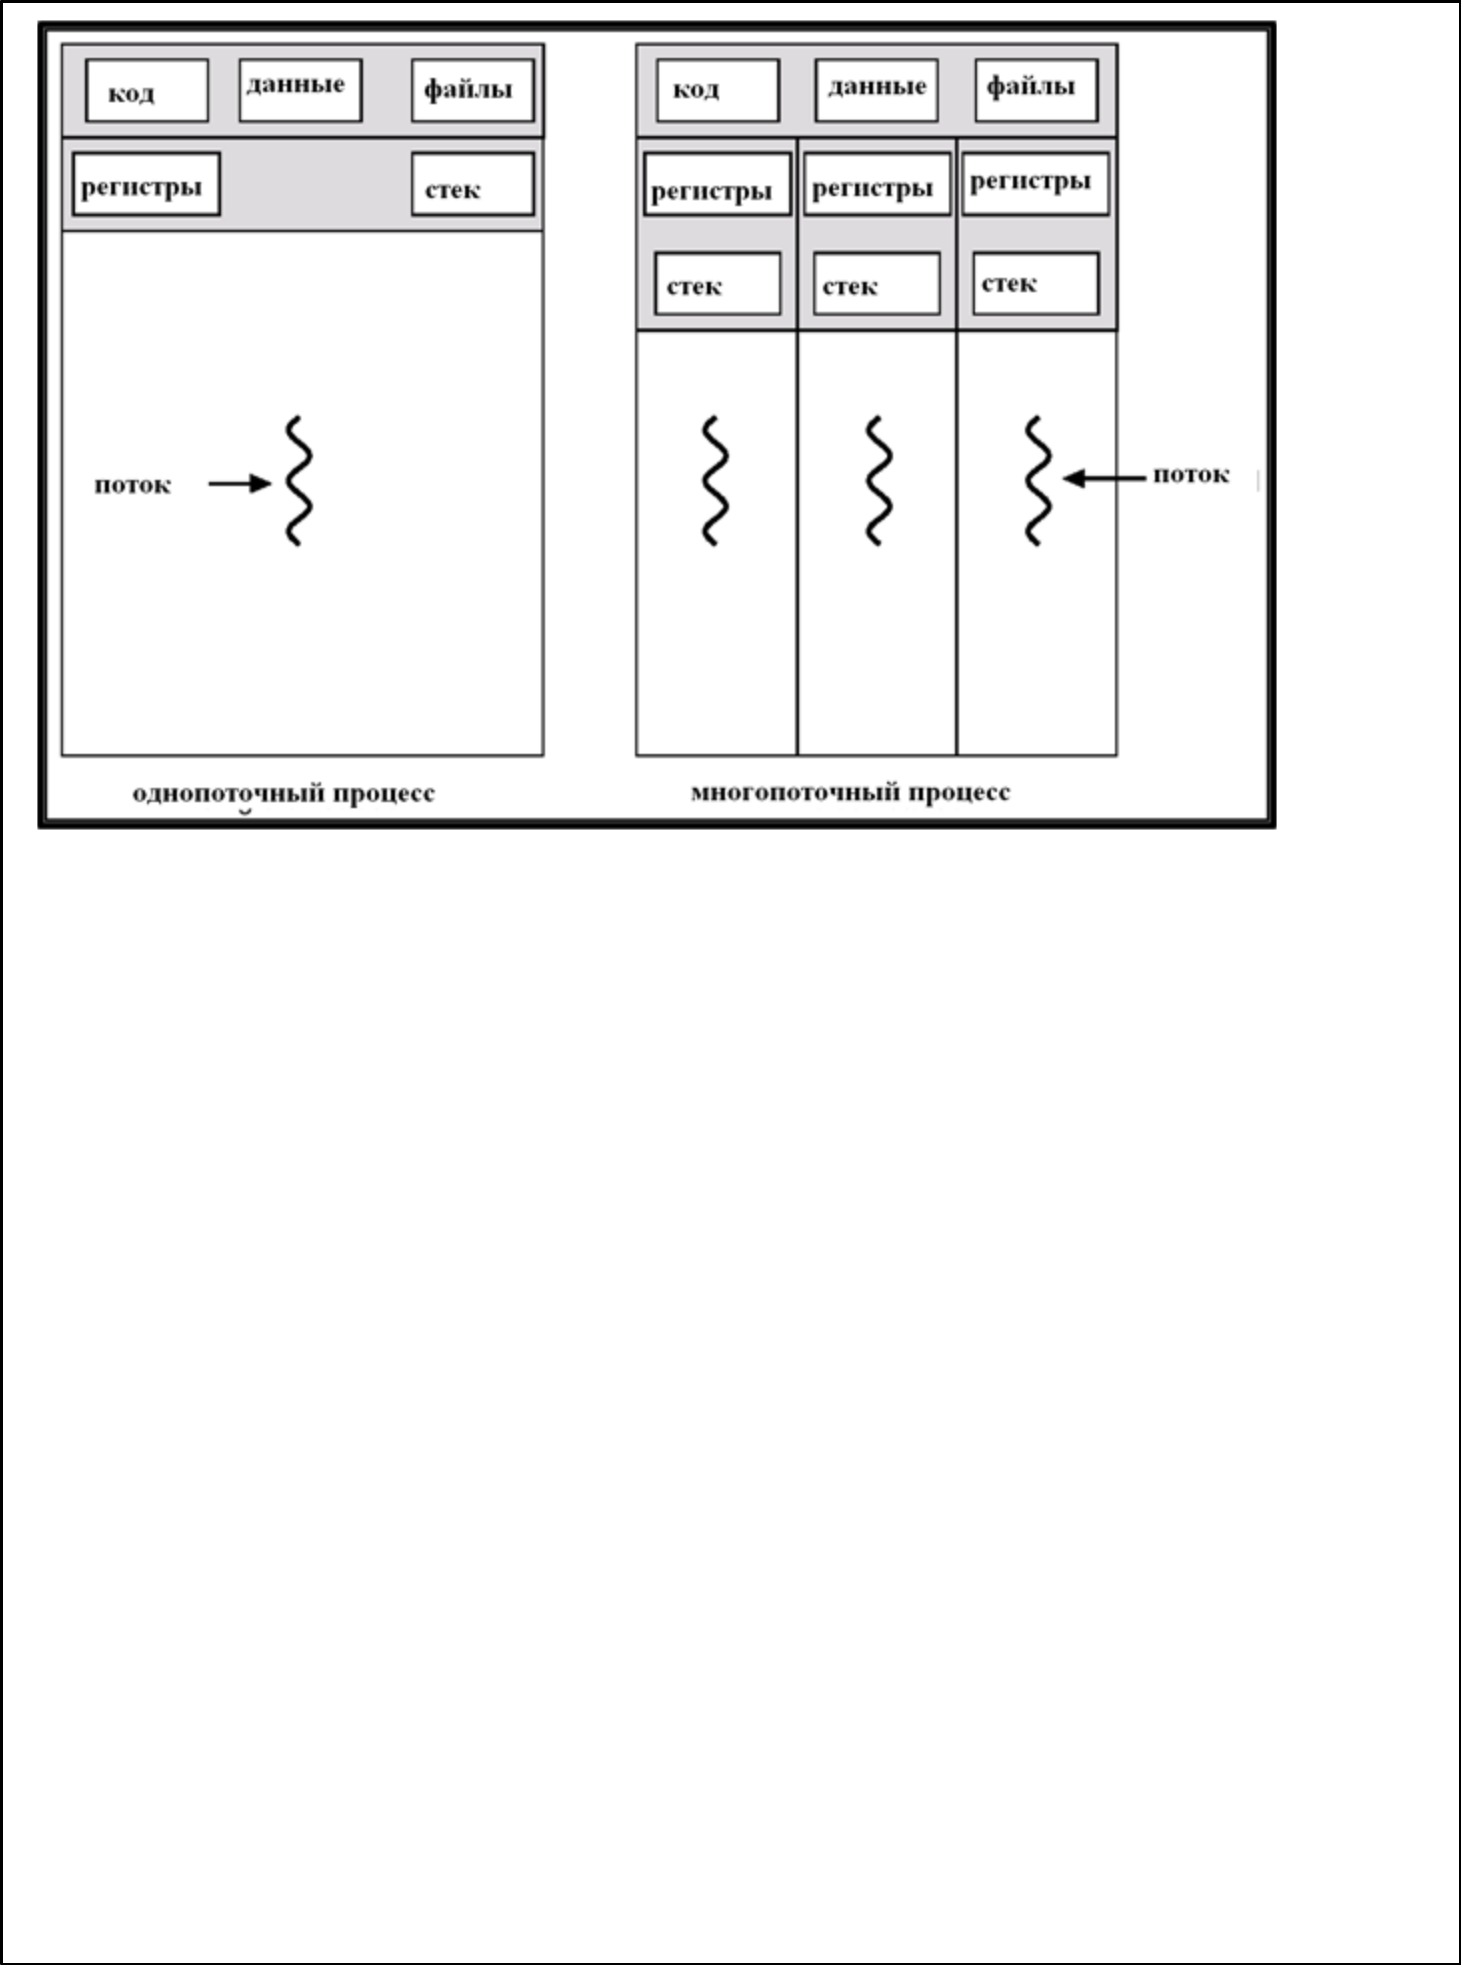 код данные файлы
регистры стек
поток
однопоточный процесс
код данные файлы
регистры регистры регистры
стек стек стек
поток
многопоточный процесс